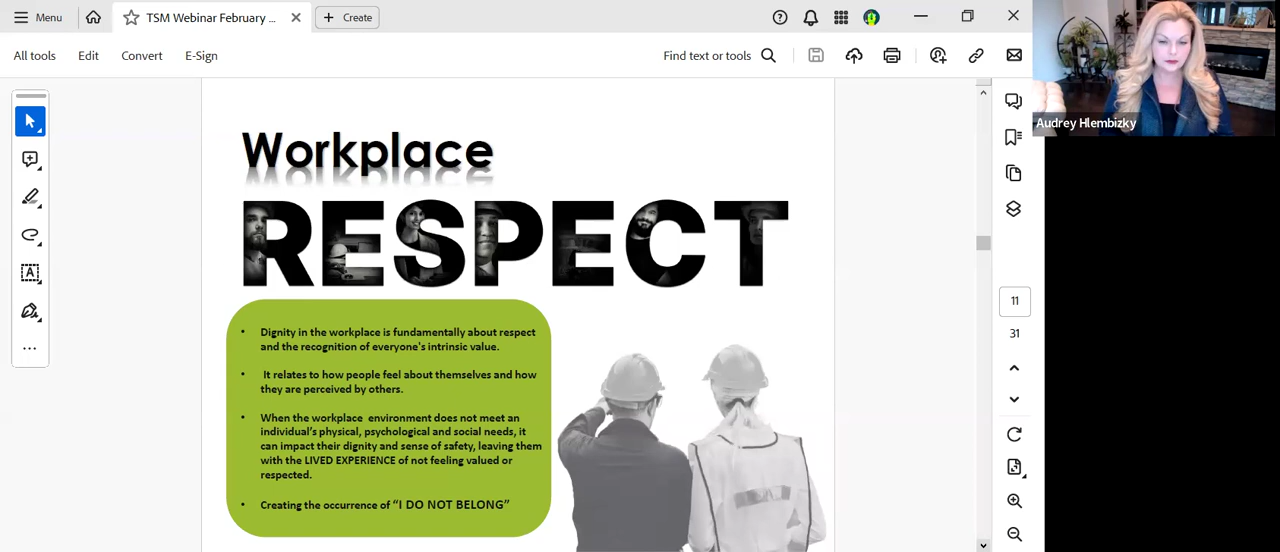 Menu
TSM Webinar February ...
Create
All tools
Edit
Convert
E-Sign
Find text or tools
Audrey Hlembizky
Workplace
RESPECT
• Dignity in the workplace is fundamentally about respect
and the recognition of everyone's intrinsic value.
• It relates to how people feel about themselves and how
they are perceived by others.
• When the workplace environment does not meet an
individual's physical, psychological and social needs, it
can impact their dignity and sense of safety, leaving them
with the LIVED EXPERIENCE of not feeling valued or
respected.
• Creating the occurrence of "I DO NOT BELONG"
11
31